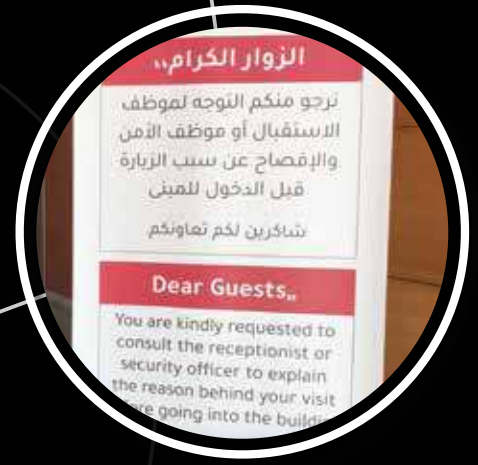 الزوار الكرام،،
نرجو منكم التوجه لموظف
الاستقبال أو موظف الأمن
والإفصاح عن سبب الزيارة
قبل الدخول للمبنى
شاكرين لكم تعاونكم
Dear Guests,,
You are kindly requested to
consult the receptionist or
security officer to explain
the reason behind your visit
going into the